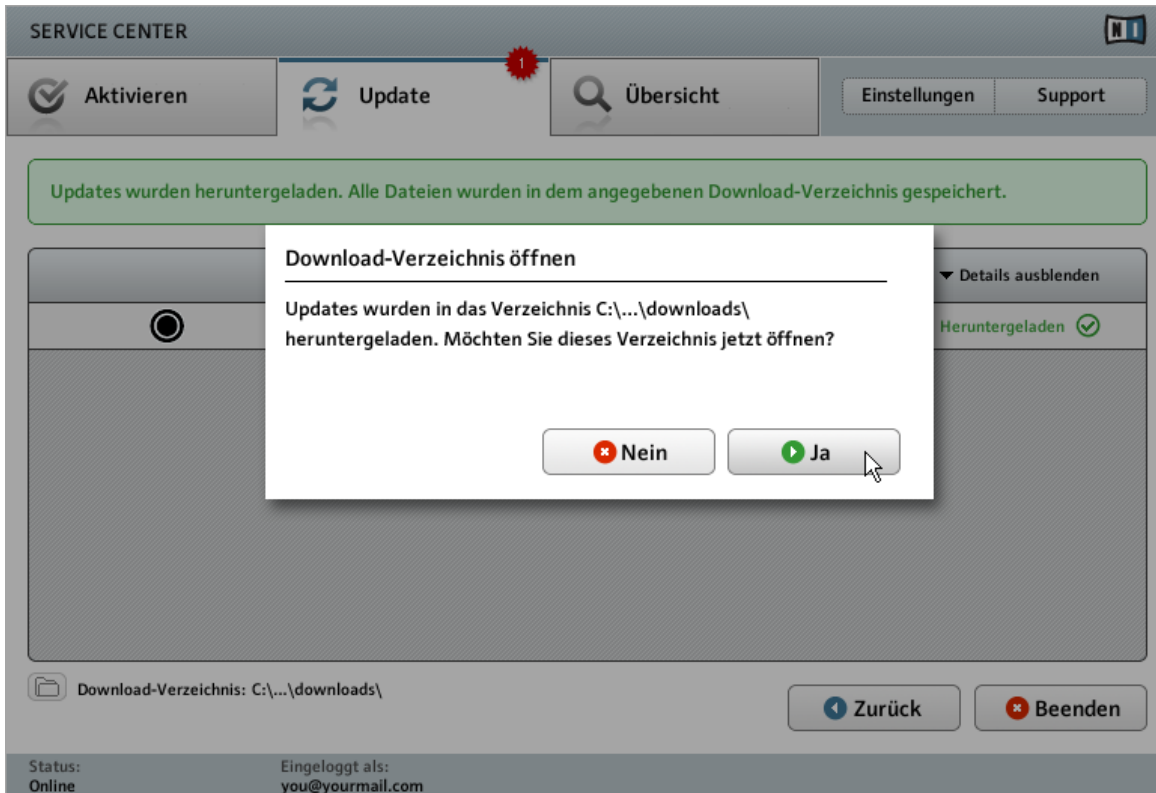 SERVICE CENTER
NI
Aktivieren
Update
1
Übersicht
Einstellungen
Support
Updates wurden heruntergeladen. Alle Dateien wurden in dem angegebenen Download-Verzeichnis gespeichert.
Details ausblenden
Heruntergeladen
Download-Verzeichnis öffnen
Updates wurden in das Verzeichnis C:\...\downloads\
heruntergeladen. Möchten Sie dieses Verzeichnis jetzt öffnen?
Nein
Ja
Download-Verzeichnis: C:\...\downloads\
Zurück
Beenden
Status:
Online
Eingeloggt als:
you@yourmail.com